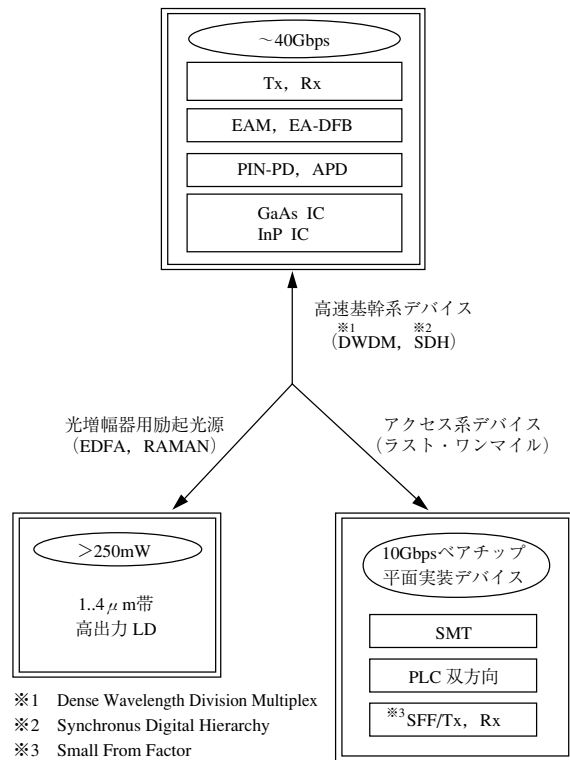 ～40Gbps
Tx，Rx
EAM，EA-DFB
PIN-PD，APD
GaAs IC
InP IC
高速基幹系デバイス
※1 ※2
（DWDM，SDH）
光増幅器用励起光源
（EDFA，RAMAN）
アクセス系デバイス
（ラスト・ワンマイル）
＞250mW
1..4μm帯
高出力 LD
10Gbpsベアチップ
平面実装デバイス
SMT
PLC 双方向
※3 SFF/Tx，Rx
※1 Dense Wavelength Division Multiplex
※2 Synchronus Digital Hierarchy
※3 Small From Factor